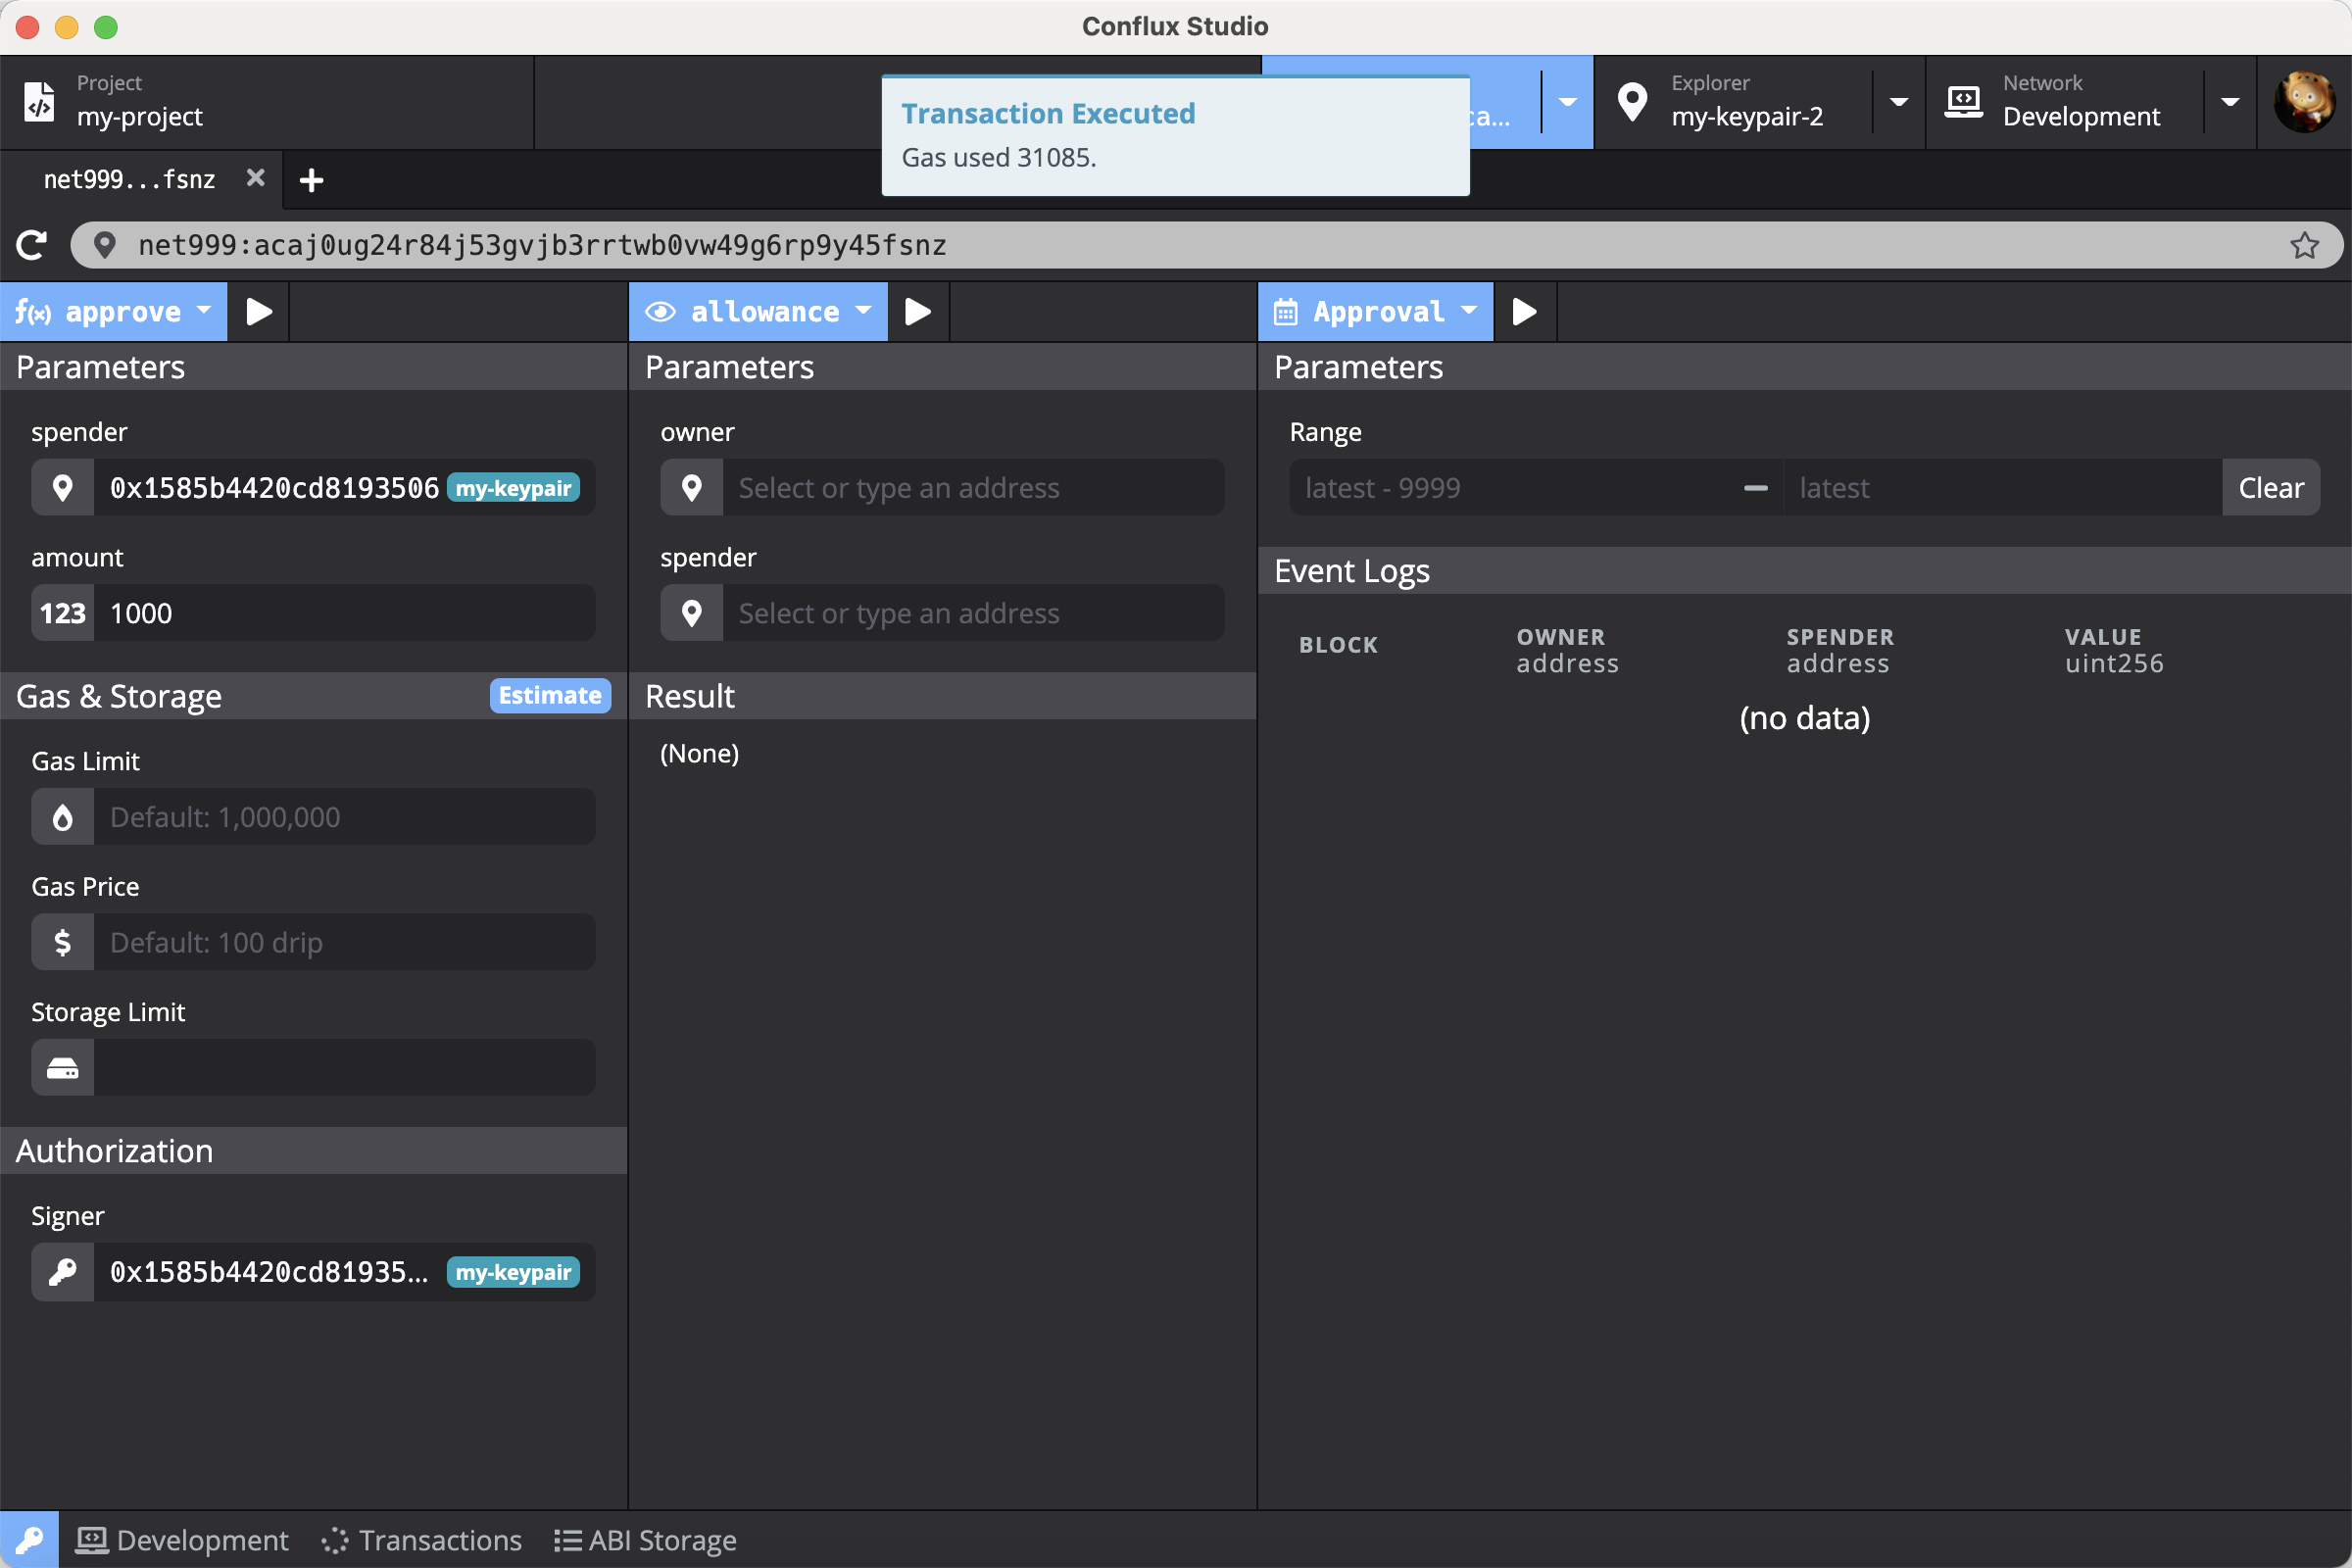 Conflux Studio
Project
my-project
Transaction Executed
Gas used 31085.
ca...
Explorer
my-keypair-2
Network
Development
net999...fsnz
net999:acaj0ug24r84j53gvjb3rrtwb0vw49g6rp9y45fsnz
f(x) approve
allowance
Approval
Parameters
spender
0x1585b4420cd8193506 my-keypair
amount
123 1000
Gas & Storage Estimate
Gas Limit
Default: 1,000,000
Gas Price
$ Default: 100 drip
Storage Limit
Authorization
Signer
0x1585b4420cd81935... my-keypair
Parameters
owner
Select or type an address
spender
Select or type an address
Result
(None)
Parameters
Range
latest - 9999 — latest Clear
Event Logs
BLOCK OWNER SPENDER VALUE
address address uint256
(no data)
Development Transactions ABI Storage